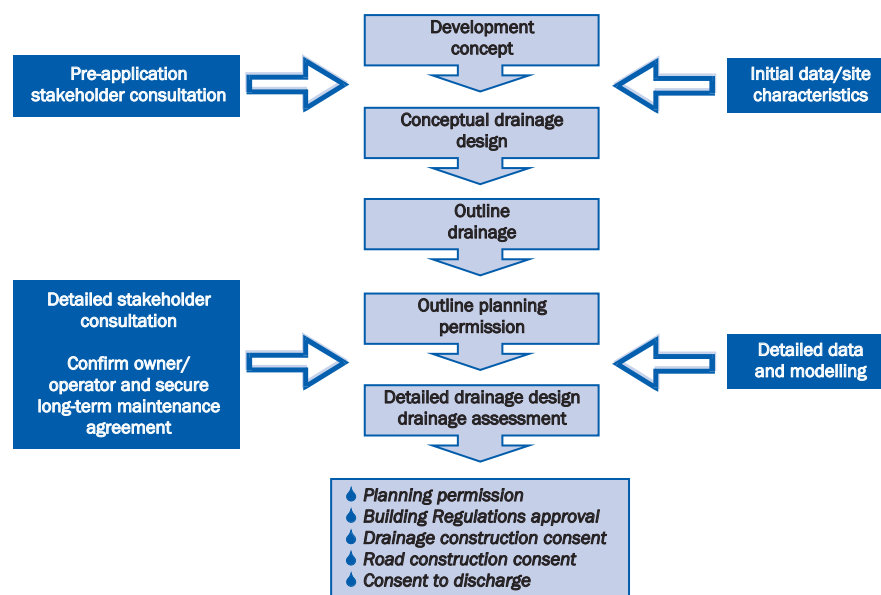 Development
concept
Pre-application
stakeholder consultation
Initial data/site
characteristics
Conceptual drainage
design
Outline
drainage
Detailed stakeholder
consultation
Confirm owner/
operator and secure
long-term maintenance
agreement
Outline planning
permission
Detailed data
and modelling
Detailed drainage design
drainage assessment
Planning permission
Building Regulations approval
Drainage construction consent
Road construction consent
Consent to discharge